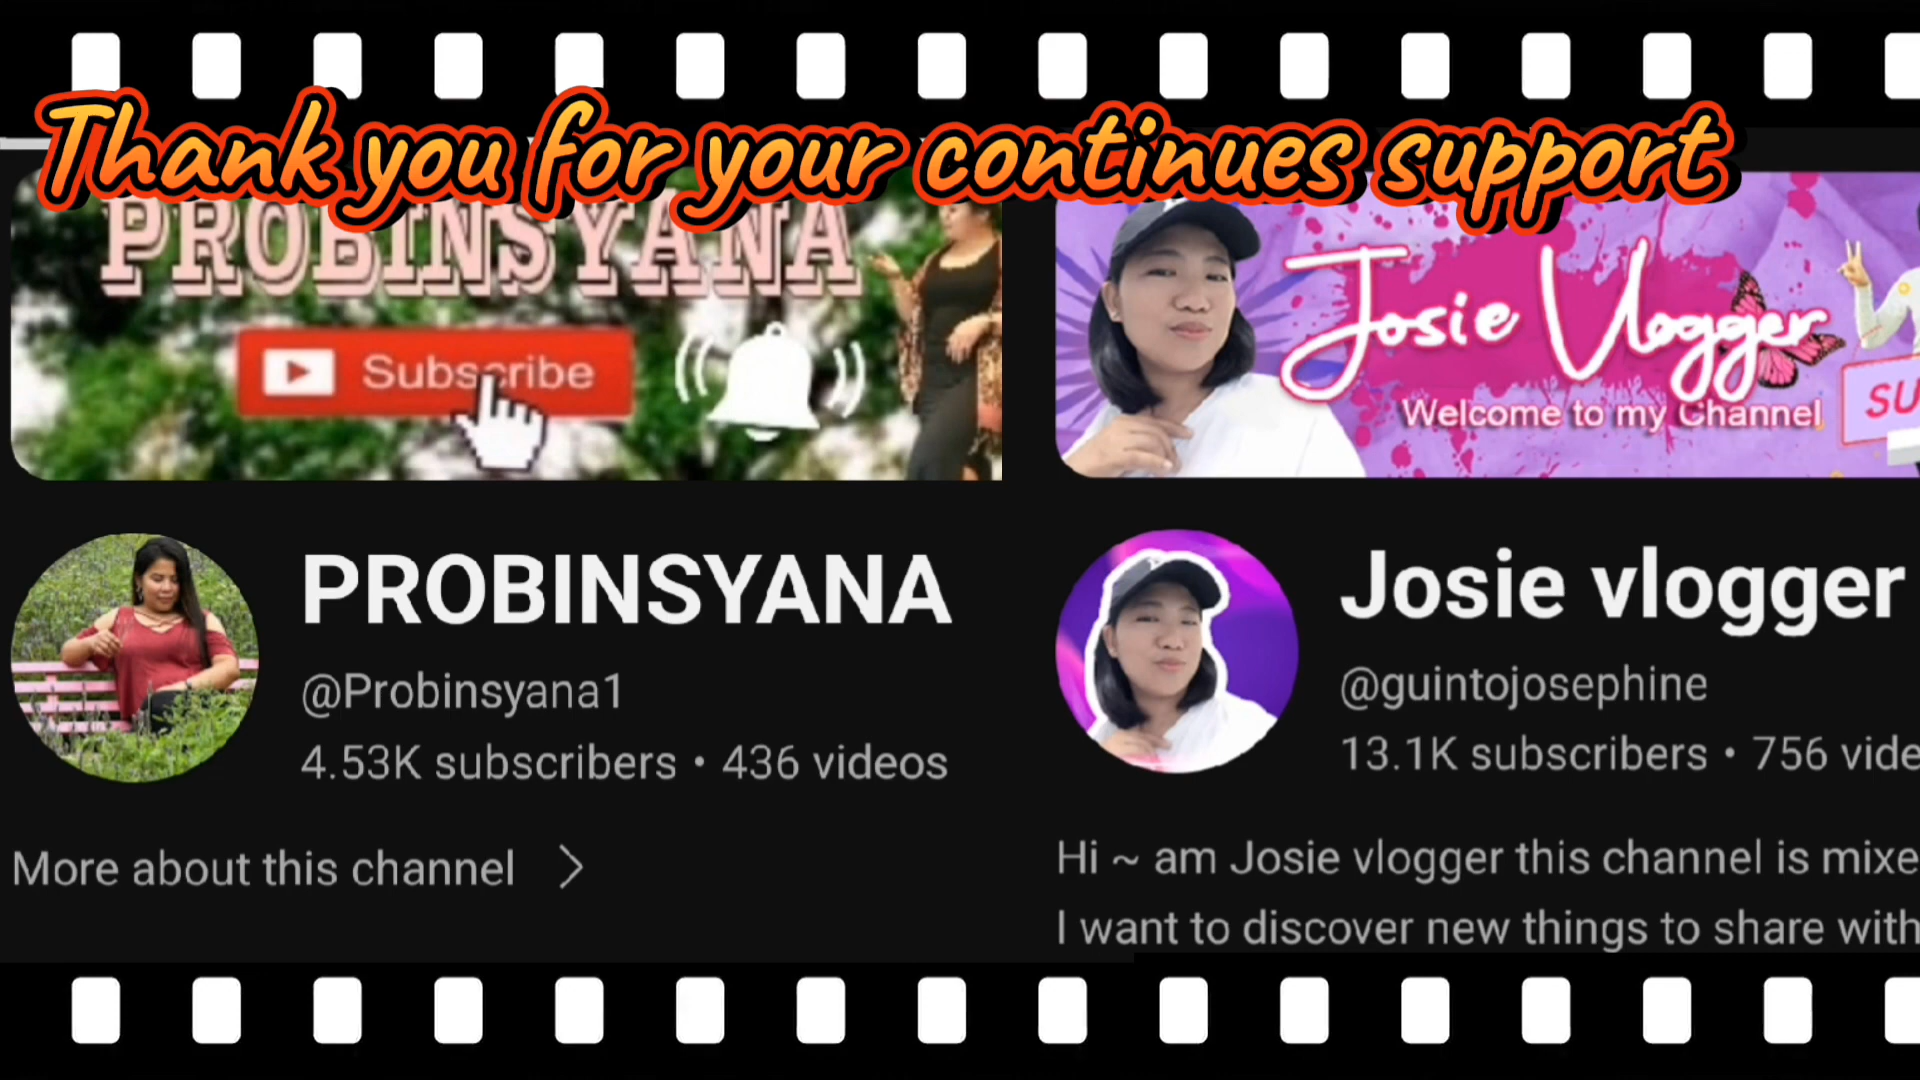 Thank you for your continues support
PROBINSYANA
Subscribe
PROBINSYANA
@Probinsyana1
4.53K subscribers • 436 videos
More about this channel
Josie Vlogger
Welcome to my Channel
SU
Josie vlogger
@guintojosephine
13.1K subscribers • 756 vide
Hi ~ am Josie vlogger this channel is mixe
I want to discover new things to share with